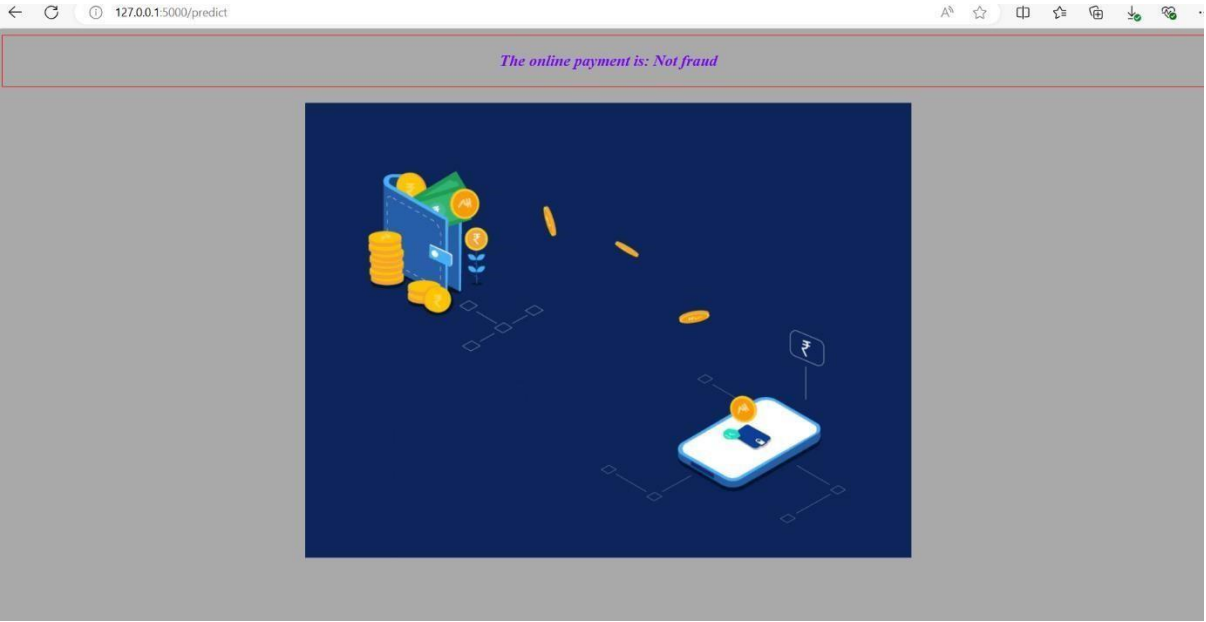 127.0.0.1:5000/predict
The online payment is: Not fraud
₹
₹
₹
₹